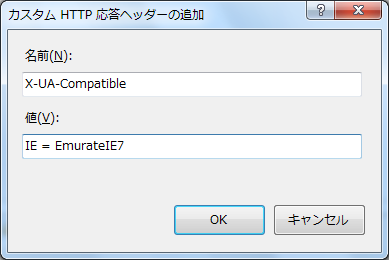 カスタム HTTP 応答ヘッダーの追加
名前(N):
X-UA-Compatible
値(V):
IE = EmurateIE7
OK
キャンセル